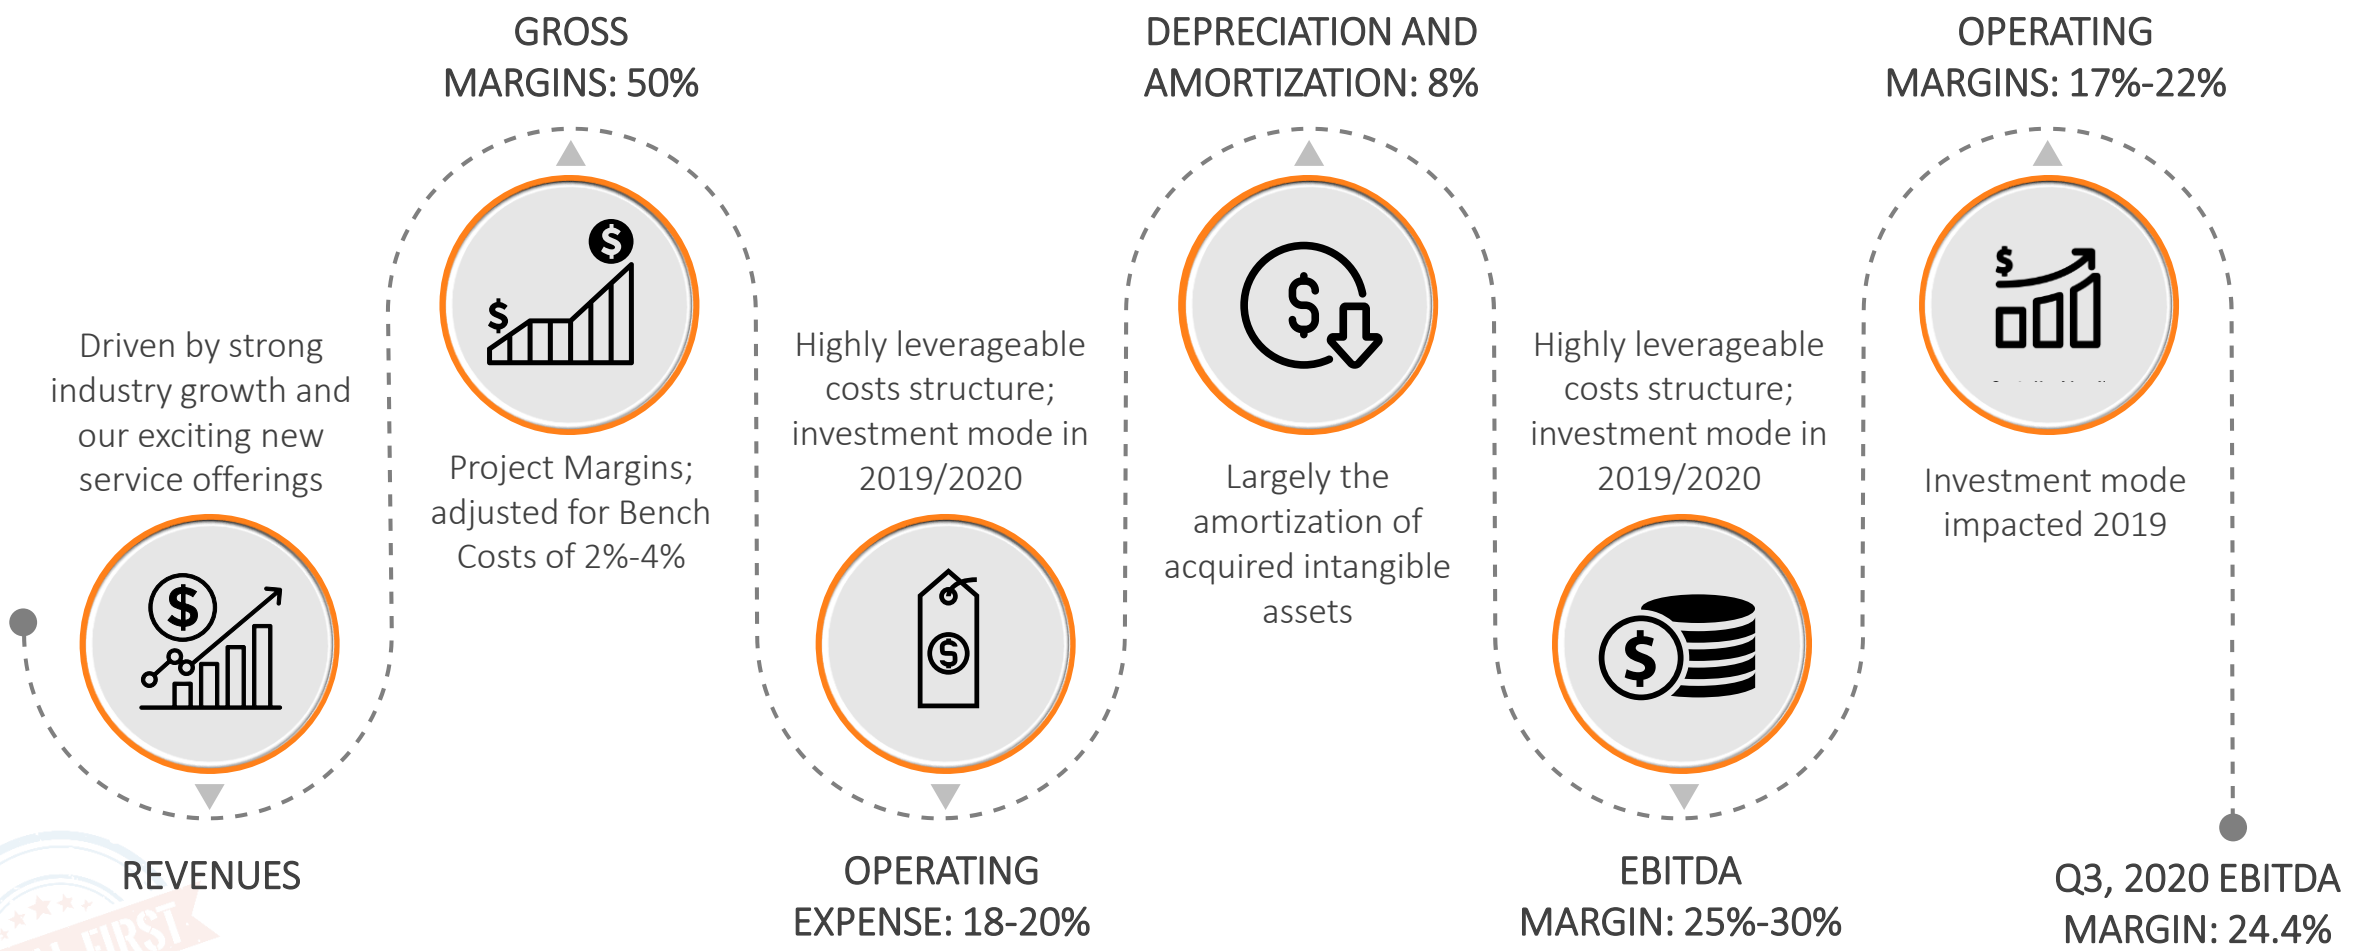 GROSS
MARGINS: 50%
DEPRECIATION AND
AMORTIZATION: 8%
OPERATING
MARGINS: 17%-22%
Driven by strong
industry growth and
our exciting new
service offerings
Project Margins;
adjusted for Bench
Costs of 2%-4%
Highly leverageable
costs structure;
investment mode in
2019/2020
Largely the
amortization of
acquired intangible
assets
Highly leverageable
costs structure;
investment mode in
2019/2020
Investment mode
impacted 2019
REVENUES
OPERATING
EXPENSE: 18-20%
EBITDA
MARGIN: 25%-30%
Q3, 2020 EBITDA
MARGIN: 24.4%
FIRST